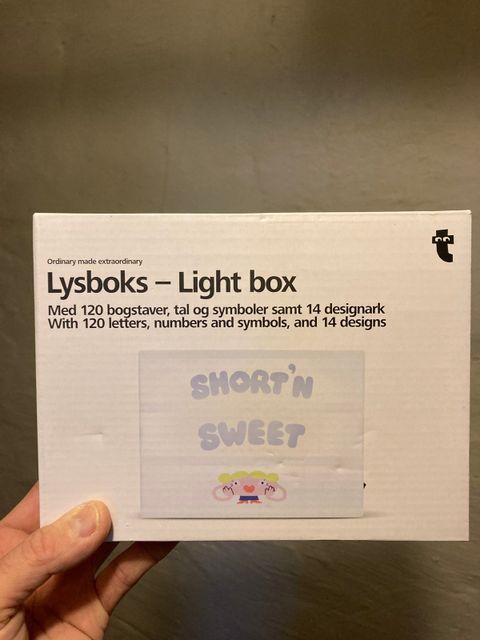 Ordinary made extraordinary
Lysboks – Light box
Med 120 bogstaver, tal og symboler samt 14 designark
With 120 letters, numbers and symbols, and 14 designs
SHORT'N
SWEET